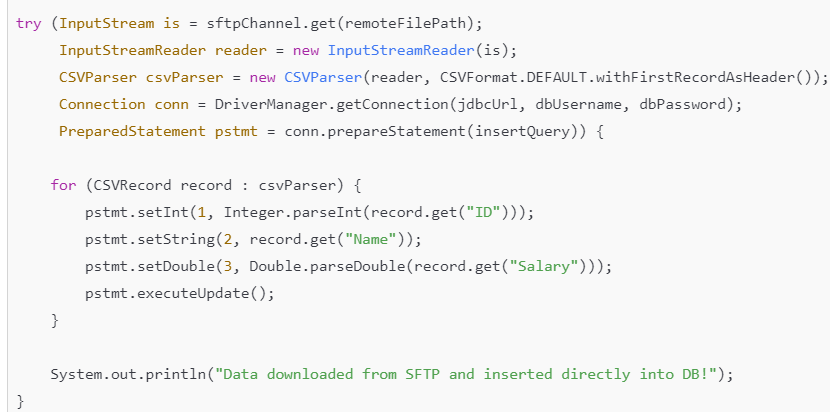 try (InputStream is = sftpChannel.get(remoteFilePath);
     InputStreamReader reader = new InputStreamReader(is);
     CSVParser csvParser = new CSVParser(reader, CSVFormat.DEFAULT.withFirstRecordAsHeader());
     Connection conn = DriverManager.getConnection(jdbcUrl, dbUsername, dbPassword);
     PreparedStatement pstmt = conn.prepareStatement(insertQuery)) {

    for (CSVRecord record : csvParser) {
        pstmt.setInt(1, Integer.parseInt(record.get("ID")));
        pstmt.setString(2, record.get("Name"));
        pstmt.setDouble(3, Double.parseDouble(record.get("Salary")));
        pstmt.executeUpdate();
    }

    System.out.println("Data downloaded from SFTP and inserted directly into DB!");
}